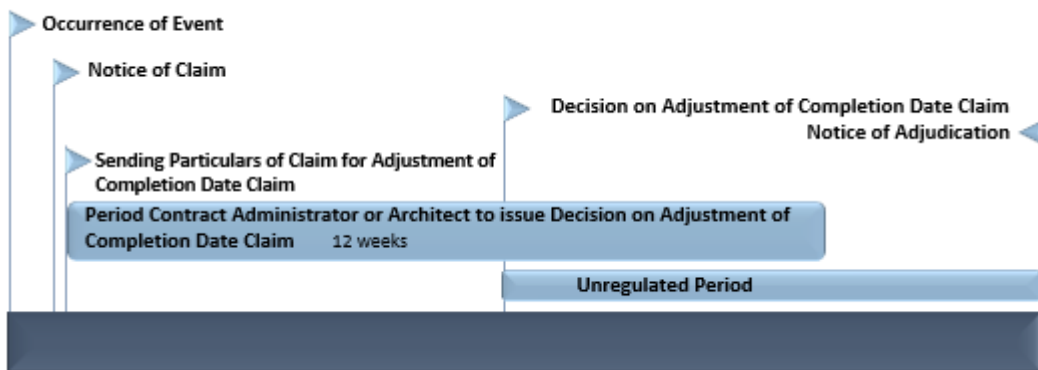 Occurrence of Event
Notice of Claim
Decision on Adjustment of Completion Date Claim
Notice of Adjudication
Sending Particulars of Claim for Adjustment of
Completion Date Claim
Period Contract Administrator or Architect to issue Decision on Adjustment of
Completion Date Claim 12 weeks
Unregulated Period